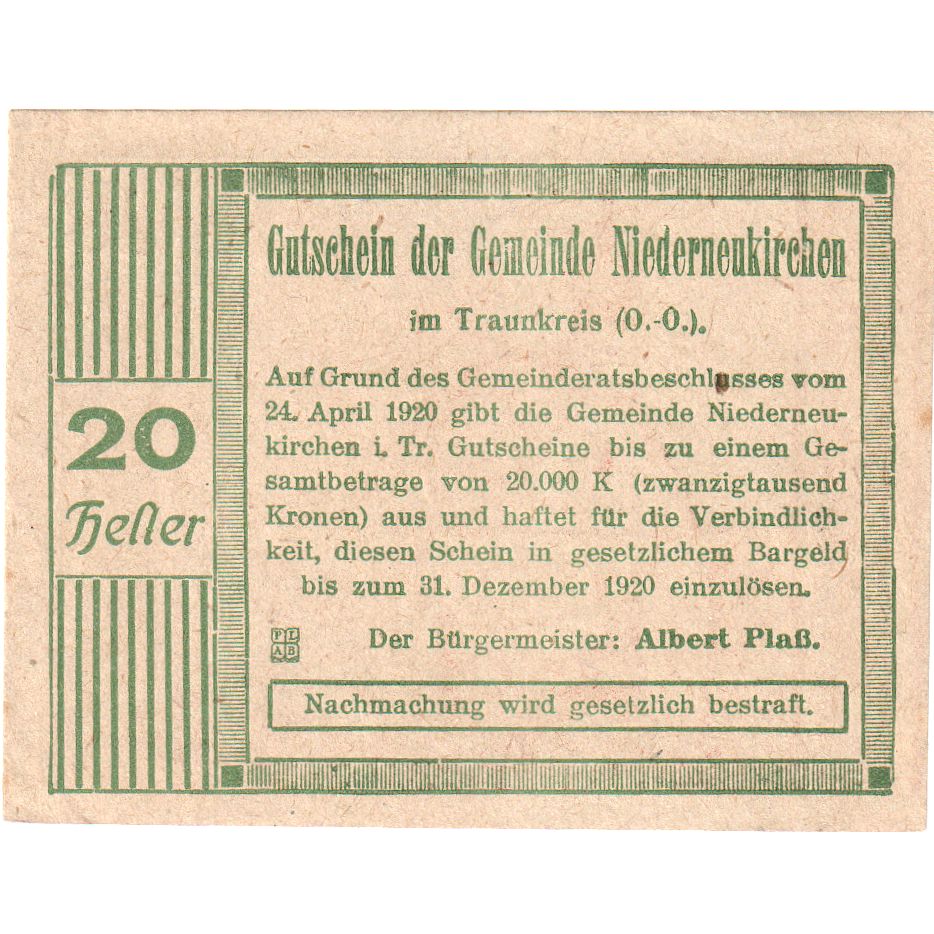 Gutschein der Gemeinde Niederneukirchen
im Traunkreis (O.-Ö.).
Auf Grund des Gemeinderatsbeschlusses vom
24. April 1920 gibt die Gemeinde Niederneu-
kirchen i. Tr. Gutscheine bis zu einem Ge-
samtbetrage von 20.000 K (zwanzigtausend
Kronen) aus und haftet für die Verbindlich-
keit, diesen Schein in gesetzlichem Bargeld
bis zum 31. Dezember 1920 einzulösen.
Der Bürgermeister: Albert Plaß.
Nachmachung wird gesetzlich bestraft.
20
Heller
P L
A B